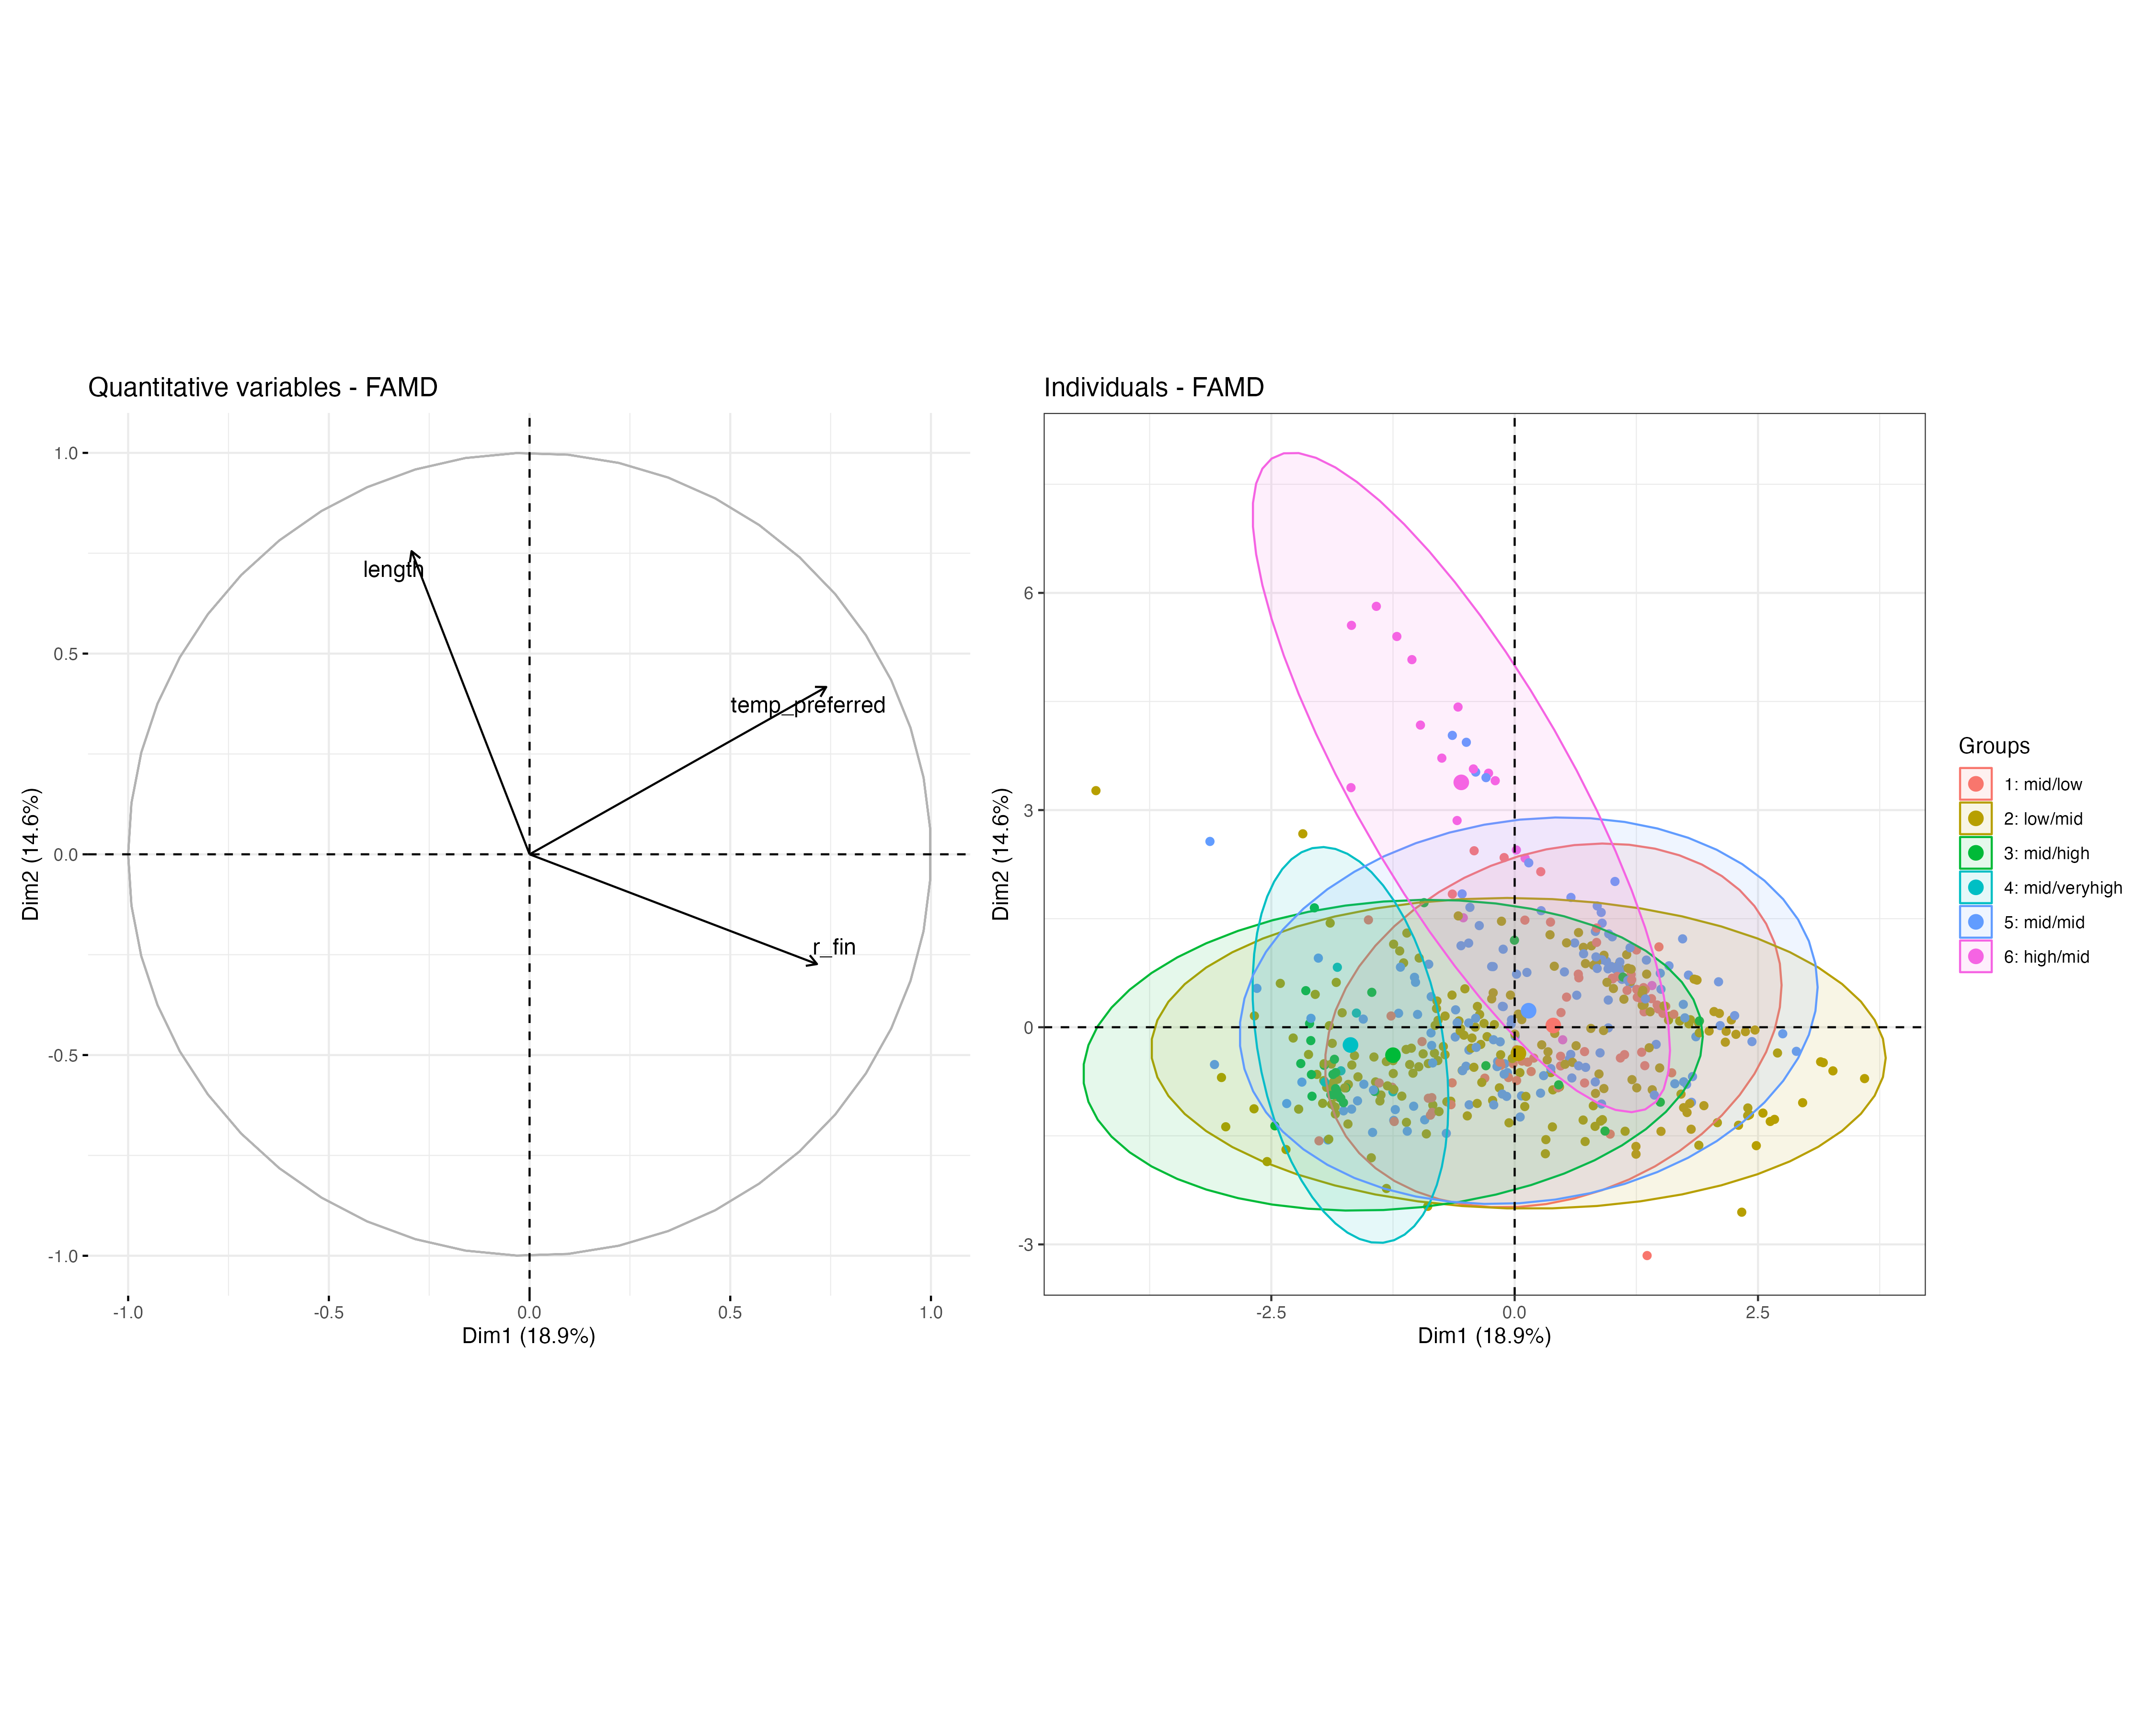 Quantitative variables - FAMD
1.0
0.5
0.0
-0.5
-1.0
-1.0
-0.5
0.0
0.5
1.0
Dim2 (14.6%)
Dim1 (18.9%)
length
temp_preferred
r_fin
Individuals - FAMD
6
3
0
-3
-2.5
0.0
2.5
Dim2 (14.6%)
Dim1 (18.9%)
Groups
1: mid/low
2: low/mid
3: mid/high
4: mid/veryhigh
5: mid/mid
6: high/mid